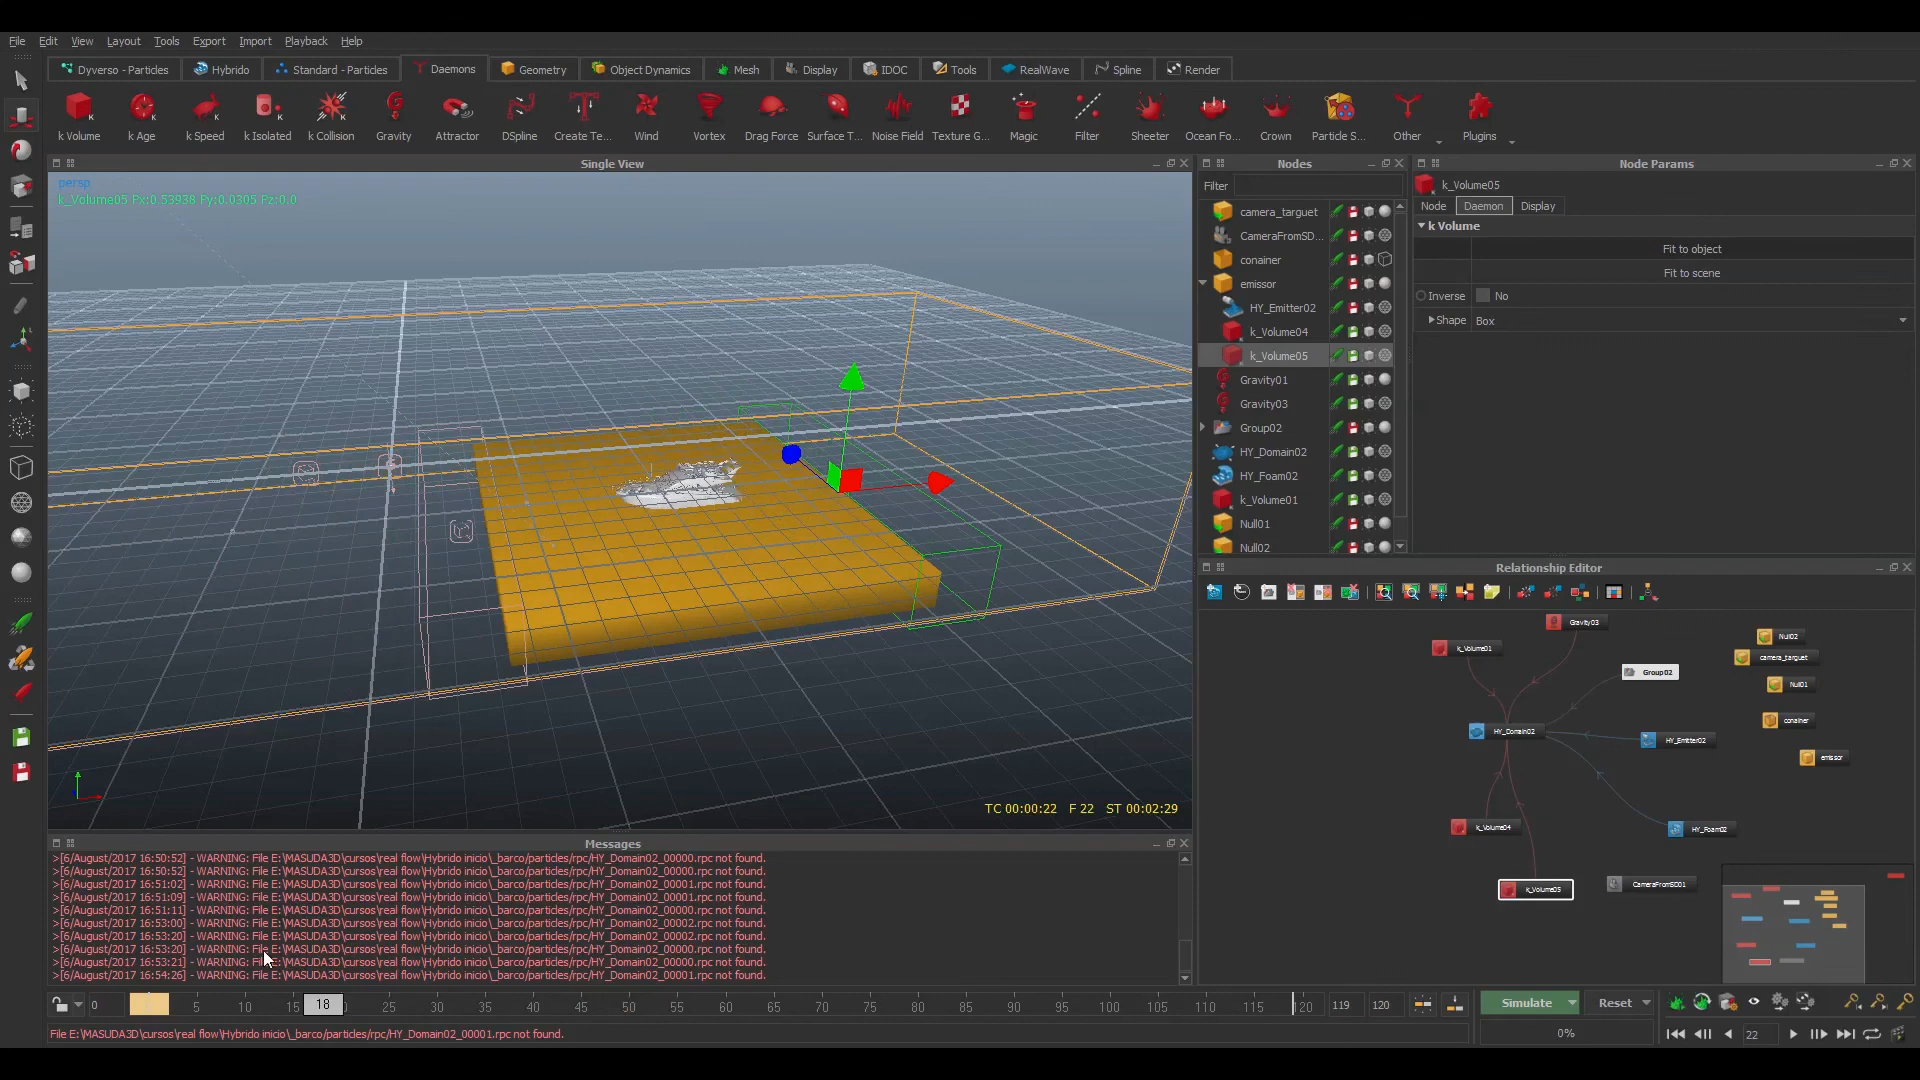 File Edit View Layout Tools Playback Export Import Playback Help
Dyverso - Particles Hybrido Standard - Particles Daemons Geometry Object Dynamics Mesh Display IDOC Tools RealWave Spline Render
k Volume k Age k Speed k Isolated k Collision Gravity Attractor DSpline Create Te... Wind Vortex Drag Force Surface T... Noise Field Texture G... Magic Filter Sheeter Ocean Fo... Crown Particle S... Other Plugins
Single View
persp
k_Volume05 Px:0.53938 Py:0.0305 Pz:0.0
TC 00:00:22 F 22 ST 00:02:29
Nodes
Filter
camera_targuet
CameraFromSD...
conainer
emissor
HY_Emitter02
k_Volume04
k_Volume05
Gravity01
Gravity03
Group02
HY_Domain02
HY_Foam02
k_Volume01
Null01
Null02
Node Params
k_Volume05
Node Daemon Display
k Volume
Fit to object
Fit to scene
Inverse No
Shape Box
Relationship Editor
Gravity03
k_Volume01
Null02
camera_targuet
Group02
Null01
conainer
HY_Domain02
HY_Emitter02
emissor
k_Volume04
HY_Foam02
k_Volume05
CameraFromSD01
Messages
>[6/August/2017 16:50:52] - WARNING: File E:\MASUDA3D\cursos\real flow\Hybrido inicio\_barco/particles/rpc/HY_Domain02_00000.rpc not found.
>[6/August/2017 16:50:52] - WARNING: File E:\MASUDA3D\cursos\real flow\Hybrido inicio\_barco/particles/rpc/HY_Domain02_00000.rpc not found.
>[6/August/2017 16:51:02] - WARNING: File E:\MASUDA3D\cursos\real flow\Hybrido inicio\_barco/particles/rpc/HY_Domain02_00001.rpc not found.
>[6/August/2017 16:51:09] - WARNING: File E:\MASUDA3D\cursos\real flow\Hybrido inicio\_barco/particles/rpc/HY_Domain02_00001.rpc not found.
>[6/August/2017 16:51:11] - WARNING: File E:\MASUDA3D\cursos\real flow\Hybrido inicio\_barco/particles/rpc/HY_Domain02_00000.rpc not found.
>[6/August/2017 16:53:00] - WARNING: File E:\MASUDA3D\cursos\real flow\Hybrido inicio\_barco/particles/rpc/HY_Domain02_00002.rpc not found.
>[6/August/2017 16:53:20] - WARNING: File E:\MASUDA3D\cursos\real flow\Hybrido inicio\_barco/particles/rpc/HY_Domain02_00002.rpc not found.
>[6/August/2017 16:53:20] - WARNING: File E:\MASUDA3D\cursos\real flow\Hybrido inicio\_barco/particles/rpc/HY_Domain02_00000.rpc not found.
>[6/August/2017 16:53:21] - WARNING: File E:\MASUDA3D\cursos\real flow\Hybrido inicio\_barco/particles/rpc/HY_Domain02_00000.rpc not found.
>[6/August/2017 16:54:26] - WARNING: File E:\MASUDA3D\cursos\real flow\Hybrido inicio\_barco/particles/rpc/HY_Domain02_00001.rpc not found.
0 5 10 15 18 25 30 35 40 45 50 55 60 65 70 75 80 85 90 95 100 105 110 115 120 119 120
Simulate Reset
File E:\MASUDA3D\cursos\real flow\Hybrido inicio\_barco/particles/rpc/HY_Domain02_00001.rpc not found.
0% 22